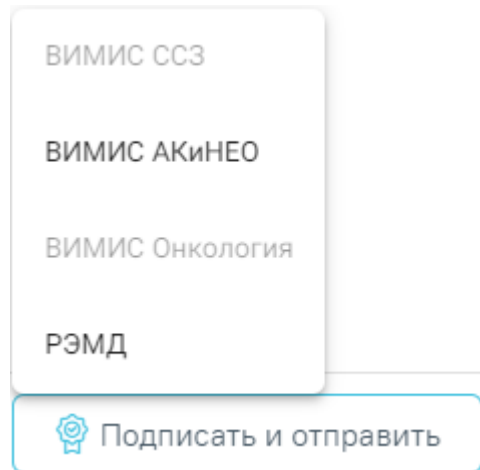 ВИМИС ССЗ
ВИМИС АКиНЕО
ВИМИС Онкология
РЭМД
Подписать и отправить